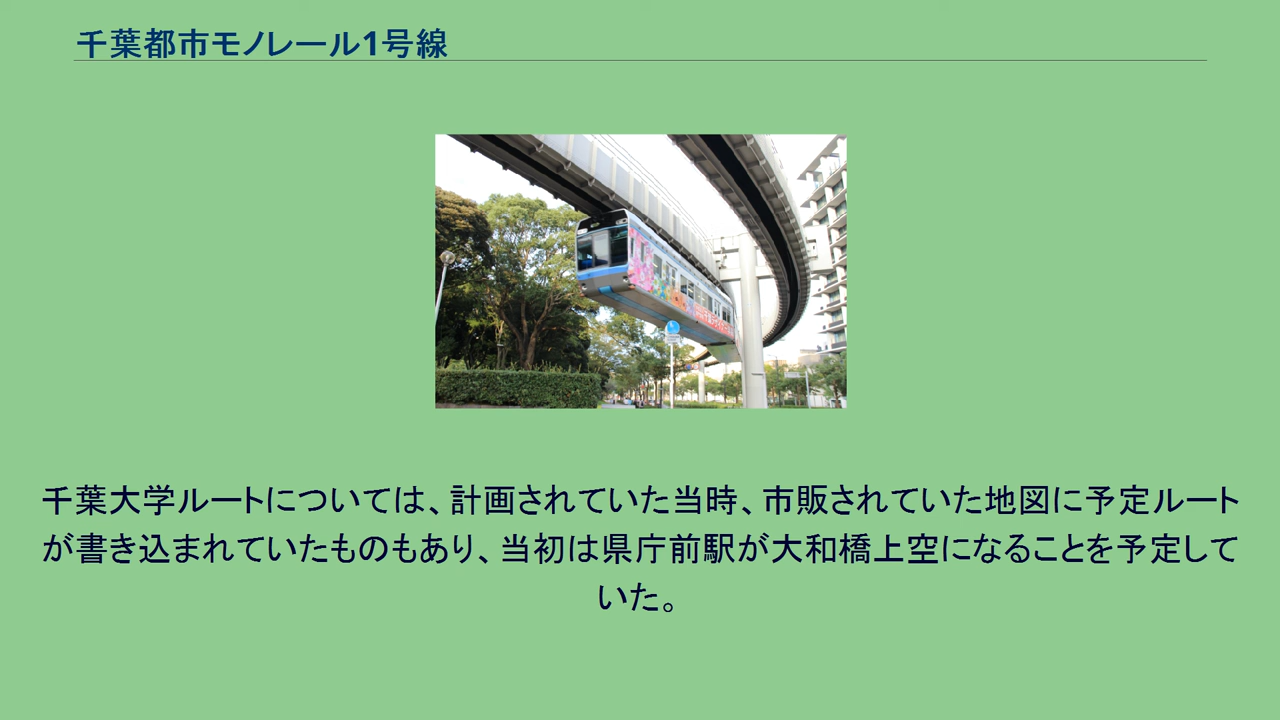 千葉都市モノレール1号線
千葉大学ルートについては、計画されていた当時、市販されていた地図に予定ルート
が書き込まれていたものもあり、当初は県庁前駅が大和橋上空になることを予定して
いた。